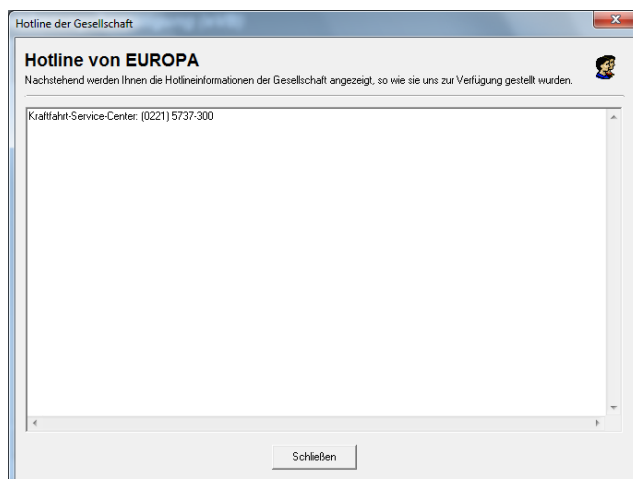 Hotline der Gesellschaft
Hotline von EUROPA
Nachstehend werden Ihnen die Hotlineinformationen der Gesellschaft angezeigt, so wie sie uns zur Verfügung gestellt wurden.
Kraftfahrt-Service-Center: (0221) 5737-300
Schließen